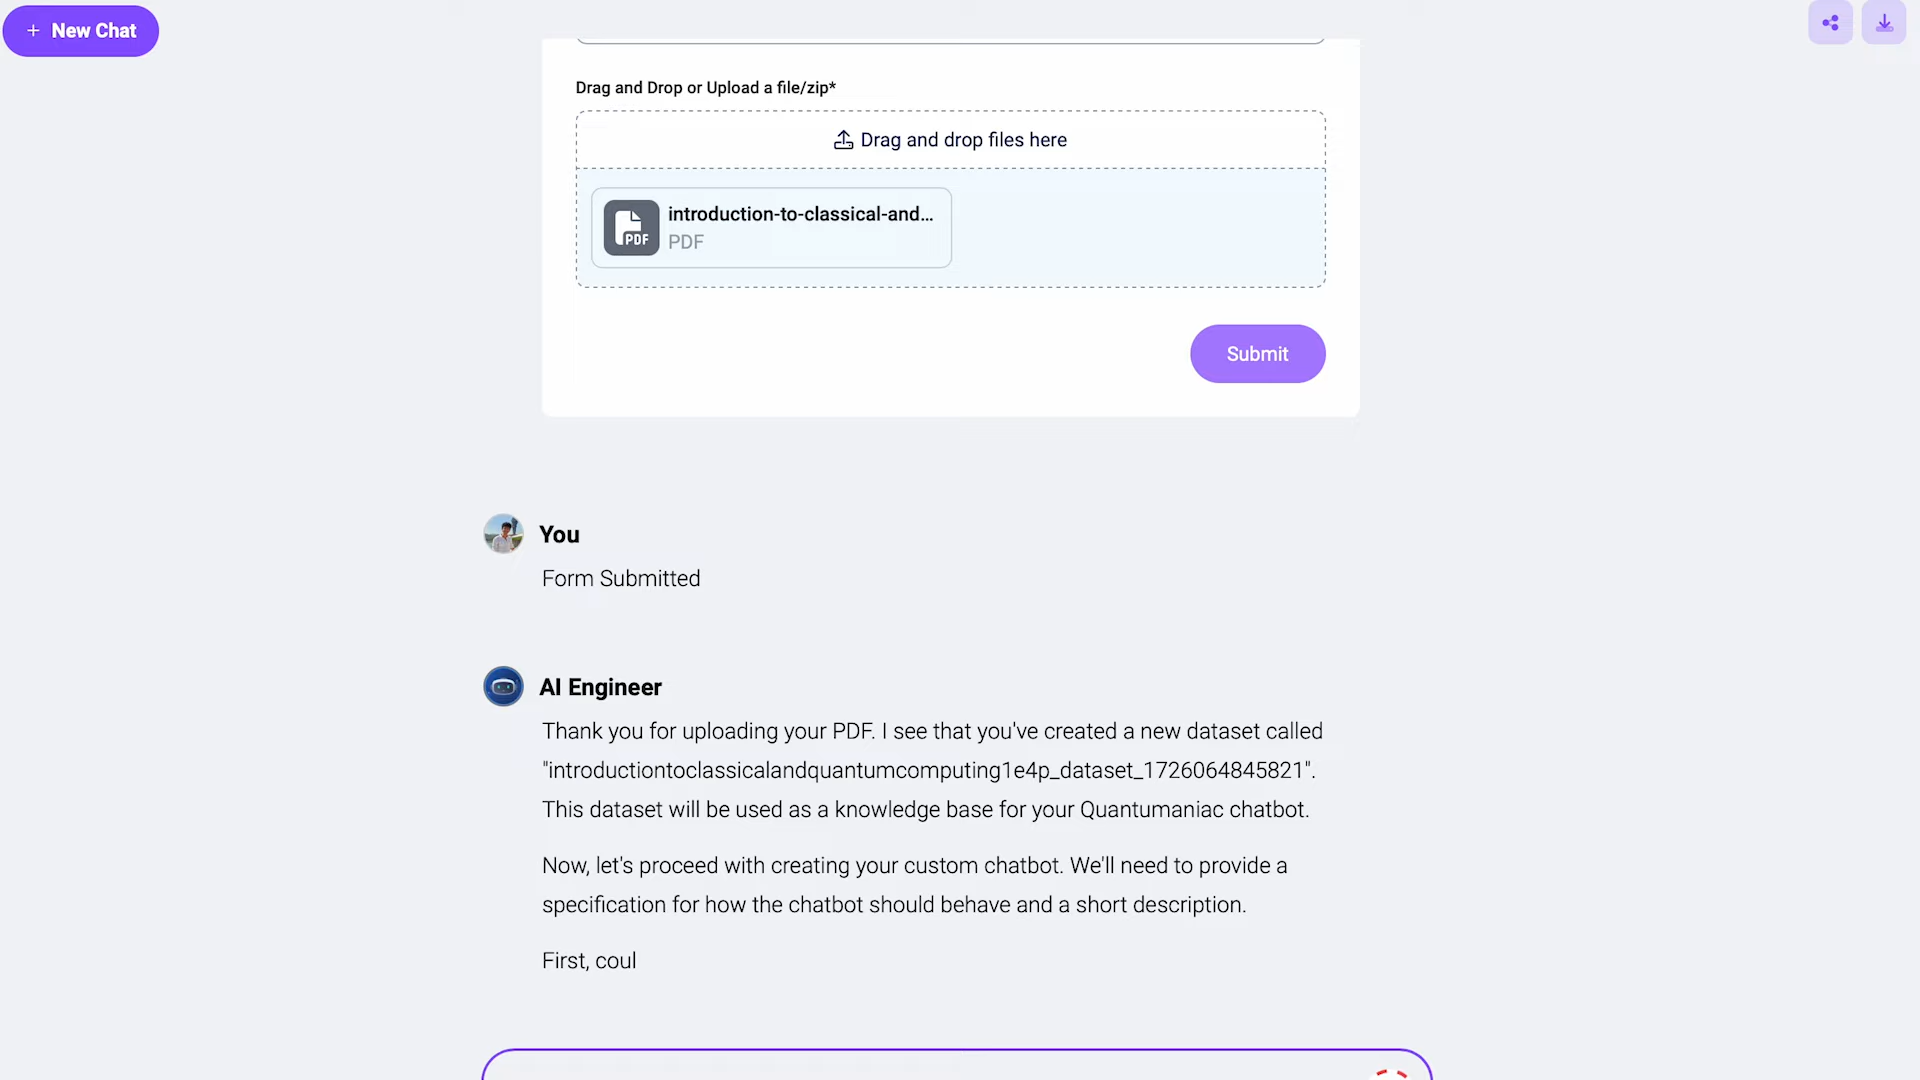 + New Chat
Drag and Drop or Upload a file/zip*
Drag and drop files here
introduction-to-classical-and...
PDF
PDF
Submit
You
Form Submitted
AI Engineer
Thank you for uploading your PDF. I see that you've created a new dataset called
"introductiontoclassicalandquantumcomputing1e4p_dataset_1726064845821".
This dataset will be used as a knowledge base for your Quantumaniac chatbot.
Now, let's proceed with creating your custom chatbot. We'll need to provide a
specification for how the chatbot should behave and a short description.
First, coul